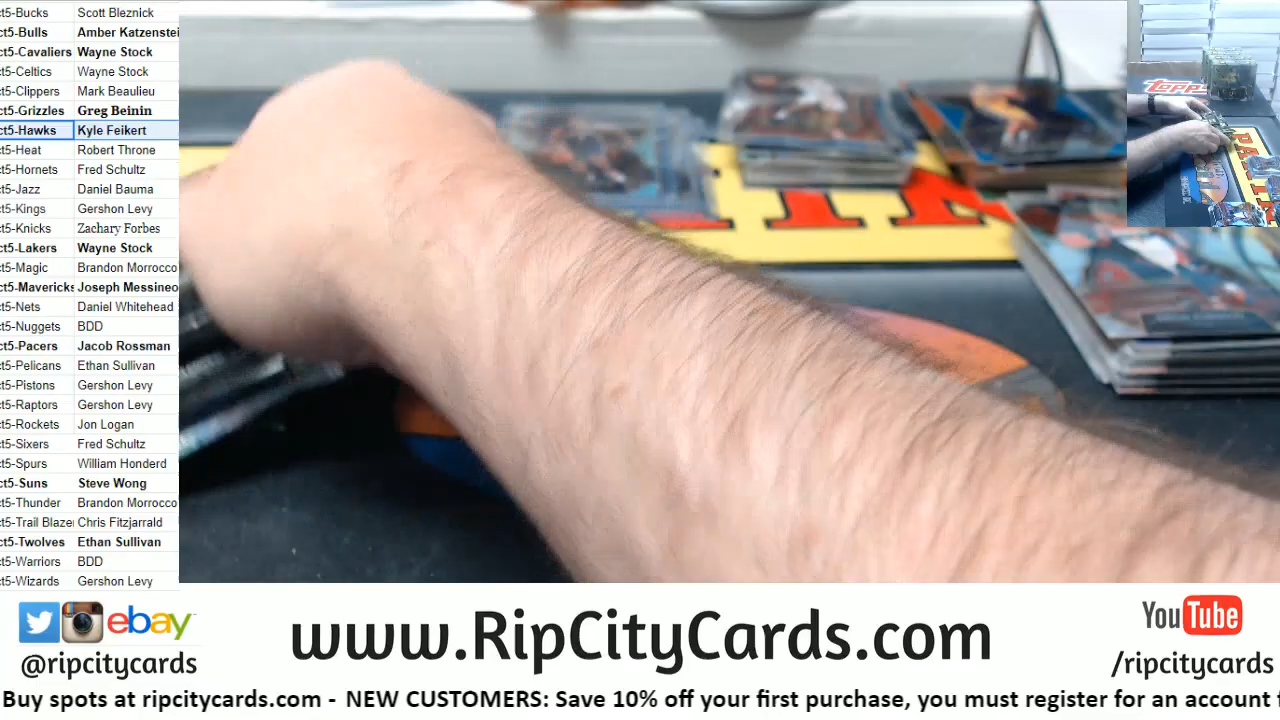 ct5-Bucks Scott Bleznick
ct5-Bulls Amber Katzenstei
ct5-Cavaliers Wayne Stock
ct5-Celtics Wayne Stock
ct5-Clippers Mark Beaulieu
ct5-Grizzles Greg Beinin
ct5-Hawks Kyle Feikert
ct5-Heat Robert Throne
ct5-Hornets Fred Schultz
ct5-Jazz Daniel Bauma
ct5-Kings Gershon Levy
ct5-Knicks Zachary Forbes
ct5-Lakers Wayne Stock
ct5-Magic Brandon Morrocco
ct5-Mavericks Joseph Messineo
ct5-Nets Daniel Whitehead
ct5-Nuggets BDD
ct5-Pacers Jacob Rossman
ct5-Pelicans Ethan Sullivan
ct5-Pistons Gershon Levy
ct5-Raptors Gershon Levy
ct5-Rockets Jon Logan
ct5-Sixers Fred Schultz
ct5-Spurs William Honderd
ct5-Suns Steve Wong
ct5-Thunder Brandon Morrocco
ct5-Trail Blazer Chris Fitzjarrald
ct5-Twolves Ethan Sullivan
ct5-Warriors BDD
ct5-Wizards Gershon Levy
topps
ebay
@ripcitycards
www.RipCityCards.com
YouTube
/ripcitycards
Buy spots at ripcitycards.com - NEW CUSTOMERS: Save 10% off your first purchase, you must register for an account